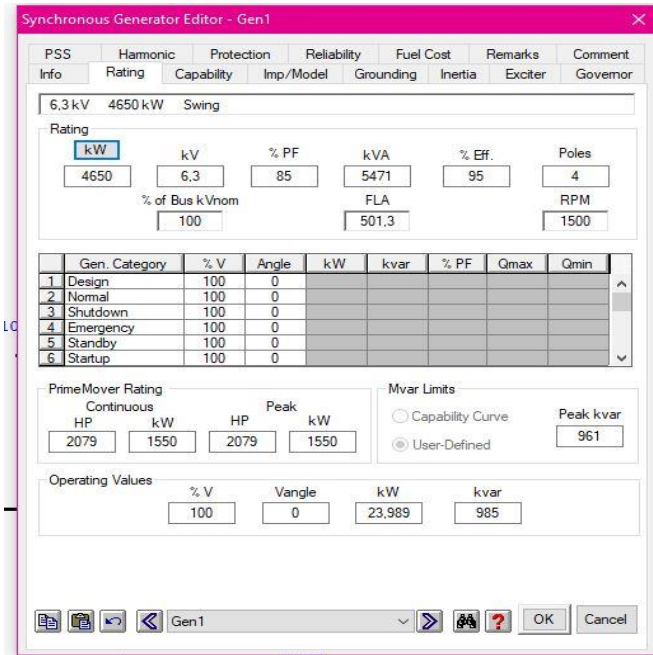 Synchronous Generator Editor - Gen1
PSS Harmonic Protection Reliability Fuel Cost Remarks Comment
Info Rating Capability Imp/Model Grounding Inertia Exciter Governor
6,3 kV 4650 kW Swing
Rating
kW kV % PF kVA % Eff. Poles
4650 6,3 85 5471 95 4
% of Bus kVnom FLA RPM
100 501,3 1500
Gen. Category % V Angle kW kvar % PF Qmax Qmin
1 Design 100 0
2 Normal 100 0
3 Shutdown 100 0
4 Emergency 100 0
5 Standby 100 0
6 Startup 100 0
PrimeMover Rating Mvar Limits
Continuous Peak
HP kW HP kW Capability Curve Peak kvar
2079 1550 2079 1550 User-Defined 961
Operating Values
% V Vangle kW kvar
100 0 23,989 985
Gen1 OK Cancel